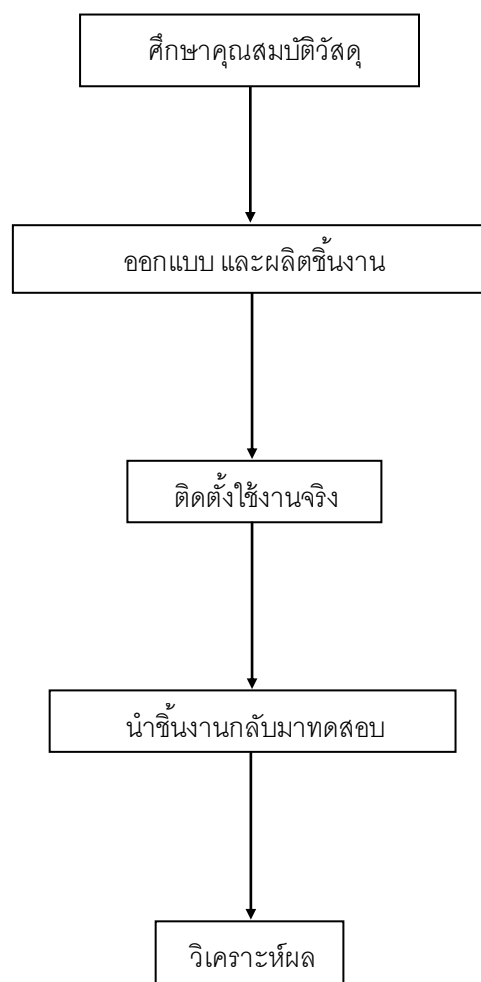 ศึกษาคุณสมบัติวัสดุ
ออกแบบ และผลิตชิ้นงาน
ติดตั้งใช้งานจริง
นำชิ้นงานกลับมาทดสอบ
วิเคราะห์ผล